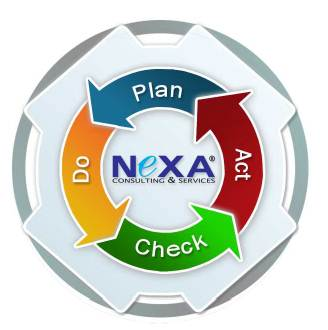 Plan
Do
NeXA®
CONSULTING & SERVICES
Act
Check